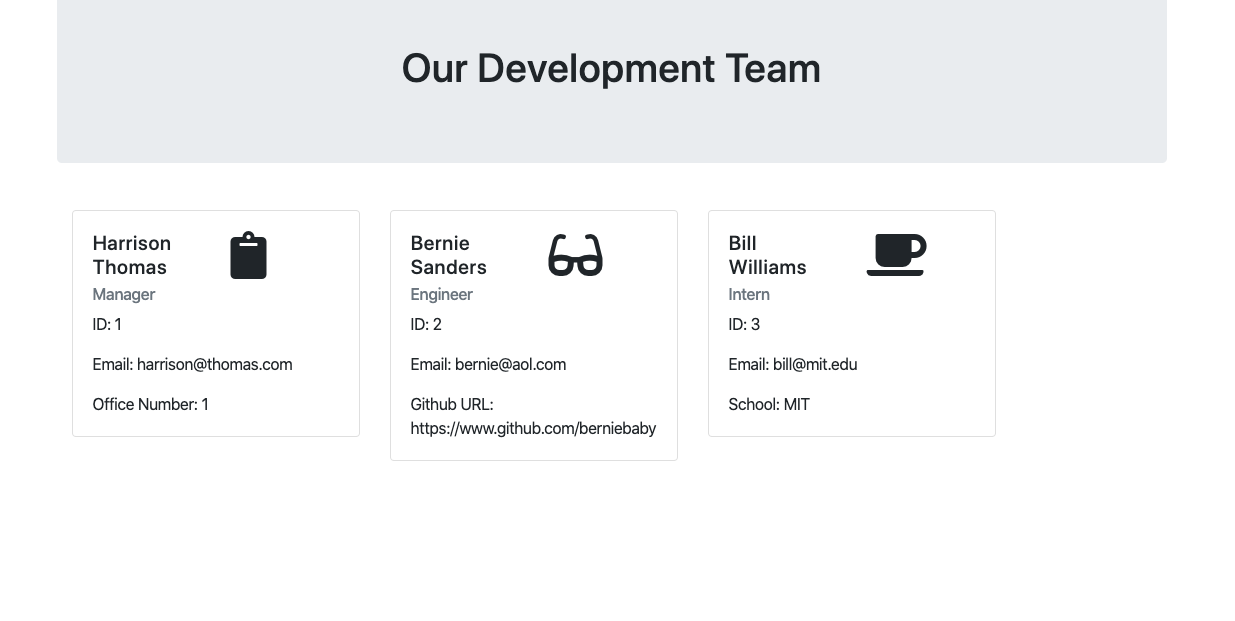 Our Development Team
Harrison
Thomas
Manager
ID: 1
Email: harrison@thomas.com
Office Number: 1
Bernie
Sanders
Engineer
ID: 2
Email: bernie@aol.com
Github URL:
https://www.github.com/berniebaby
Bill
Williams
Intern
ID: 3
Email: bill@mit.edu
School: MIT